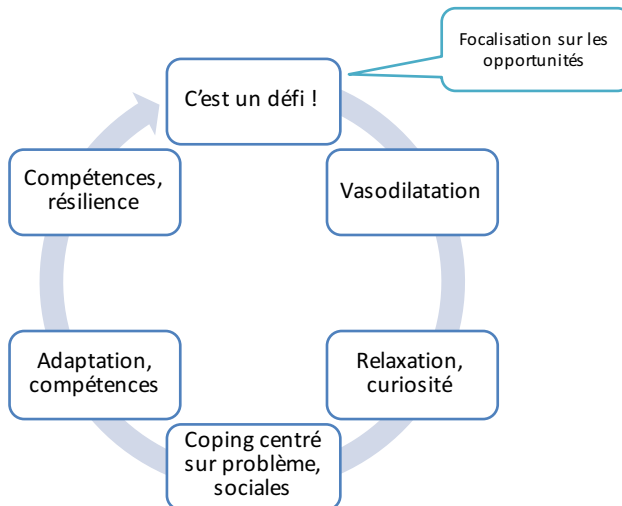 Focalisation sur les
opportunités
C’est un défi !
Vasodilatation
Relaxation,
curiosité
Coping centré
sur problème,
sociales
Adaptation,
compétences
Compétences,
résilience